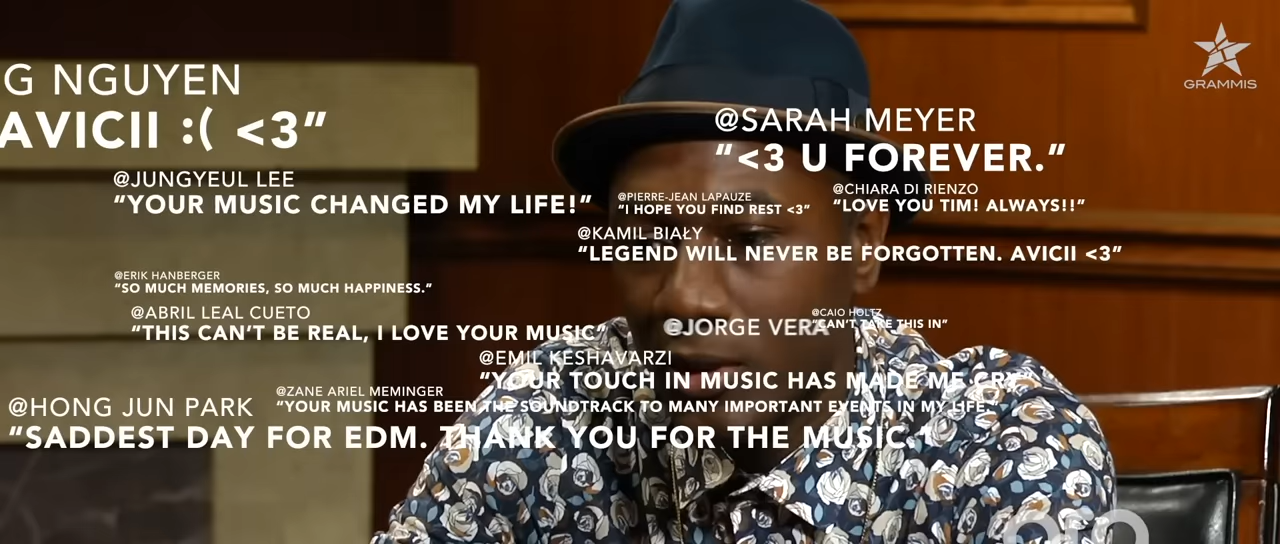 G NGUYEN
AVICII :( <3”
GRAMMIS
@SARAH MEYER
“<3 U FOREVER.”
@JUNGYEUL LEE
“YOUR MUSIC CHANGED MY LIFE!”
@PIERRE-JEAN LAPAUZE
“I HOPE YOU FIND REST <3”
@CHIARA DI RIENZO
“LOVE YOU TIM! ALWAYS!!”
@KAMIL BIAŁY
“LEGEND WILL NEVER BE FORGOTTEN. AVICII <3”
@ERIK HANBERGER
“SO MUCH MEMORIES, SO MUCH HAPPINESS.”
@ABRIL LEAL CUETO
“THIS CAN’T BE REAL, I LOVE YOUR MUSIC”
@JORGE VERA
@CAIO HOLTZ
“CAN’T TAKE THIS IN”
@EMIL KESHAVARZI
“YOUR TOUCH IN MUSIC HAS MADE ME CRY”
@ZANE ARIEL MEMINGER
“YOUR MUSIC HAS BEEN THE SOUNDTRACK TO MANY IMPORTANT EVENTS IN MY LIFE.”
@HONG JUN PARK
“SADDEST DAY FOR EDM. THANK YOU FOR THE MUSIC.”